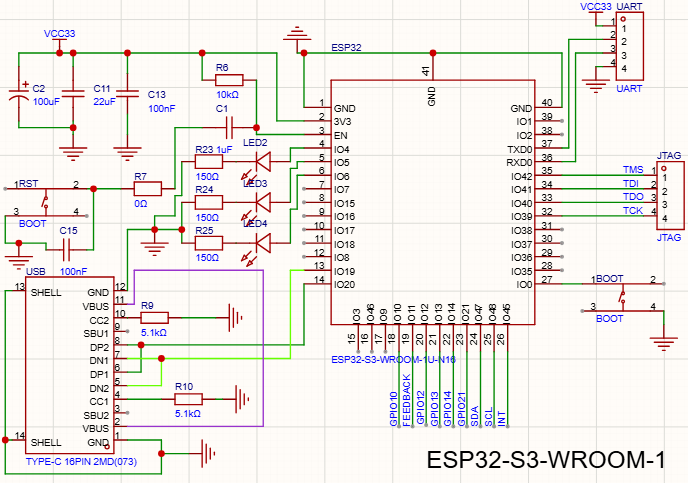 VCC33
UART
VCC33
ESP32
1
2
3
4
UART
R6
10kΩ
41
GND
C2
100uF
C11
22uF
C13
100nF
C1
1uF
1 GND
2 3V3
3 EN
4 IO4
5 IO5
6 IO6
7 IO7
8 IO15
9 IO16
10 IO17
11 IO18
12 IO8
13 IO19
14 IO20
GND 40
IO1 39
IO2 38
TXD0 37
RXD0 36
IO42 35
IO41 34
IO40 33
IO39 32
IO38 31
IO37 30
IO36 29
IO35 28
IO0 27
JTAG
TMS 1
TDI 2
TDO 3
TCK 4
JTAG
R23
150Ω
LED2
R24
150Ω
LED3
R25
150Ω
LED4
R7
0Ω
1 RST 2
3 4
BOOT
C15
100nF
1 BOOT 2
3 4
BOOT
USB
13 SHELL
14 SHELL
GND 12
VBUS 11
CC2 10
SBU1 9
DP2 8
DN1 7
DP1 6
DN2 5
CC1 4
SBU2 3
VBUS 2
GND 1
TYPE-C 16PIN 2MD(073)
R9
5.1kΩ
R10
5.1kΩ
IO3 IO46 IO9 IO10 IO11 IO12 IO13 IO14 IO21 IO47 IO48 IO45
15 16 17 18 19 20 21 22 23 24 25 26
ESP32-S3-WROOM-1U-N16
GPIO10 FEEDBACK GPIO12 GPIO13 GPIO14 GPIO21 SDA SCL INT
ESP32-S3-WROOM-1